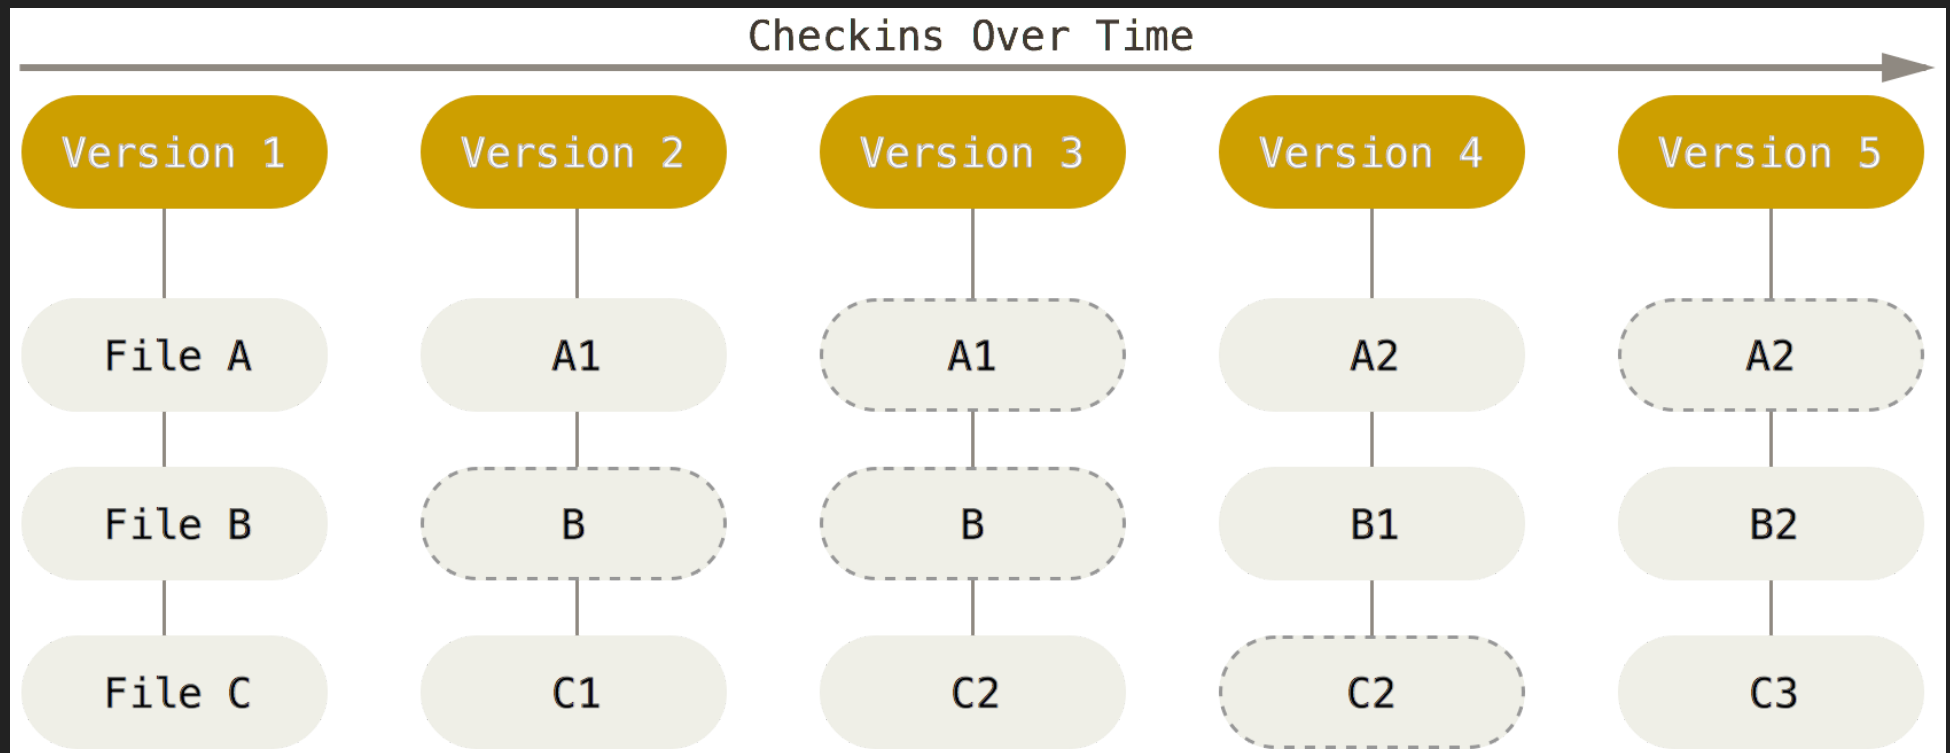 Checkins Over Time
Version 1 Version 2 Version 3 Version 4 Version 5
File A A1 A1 A2 A2
File B B B B1 B2
File C C1 C2 C2 C3